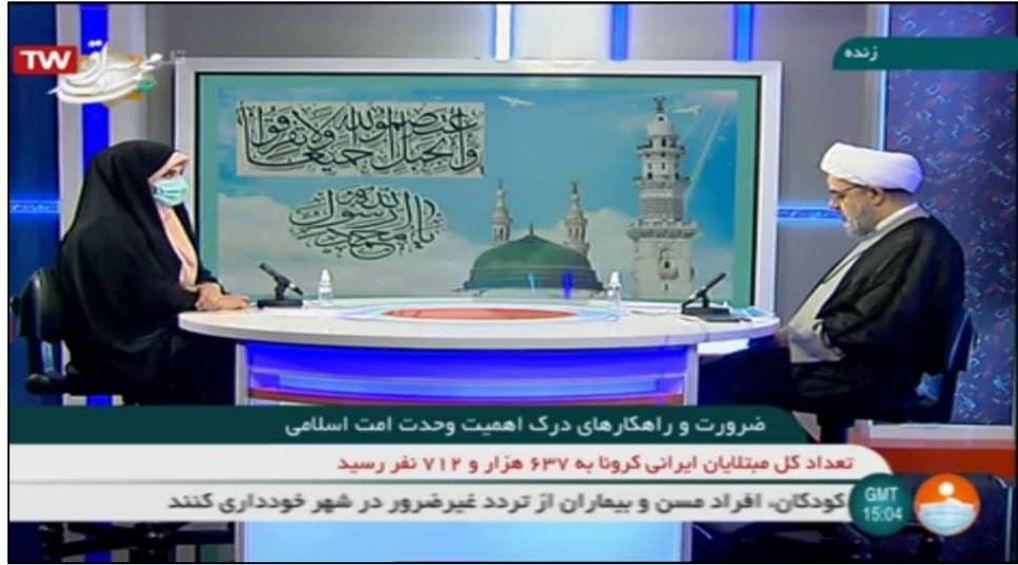 TW
زنده
واعتصموا بحبل الله جمیعا ولا تفرقوا
یا محمد رسول الله
ضرورت و راهکارهای درک اهمیت وحدت امت اسلامی
تعداد کل مبتلایان ایرانی کرونا به ۶۳۷ هزار و ۷۱۲ نفر رسید
GMT
15:04
کودکان، افراد مسن و بیماران از تردد غیرضرور در شهر خودداری کنند